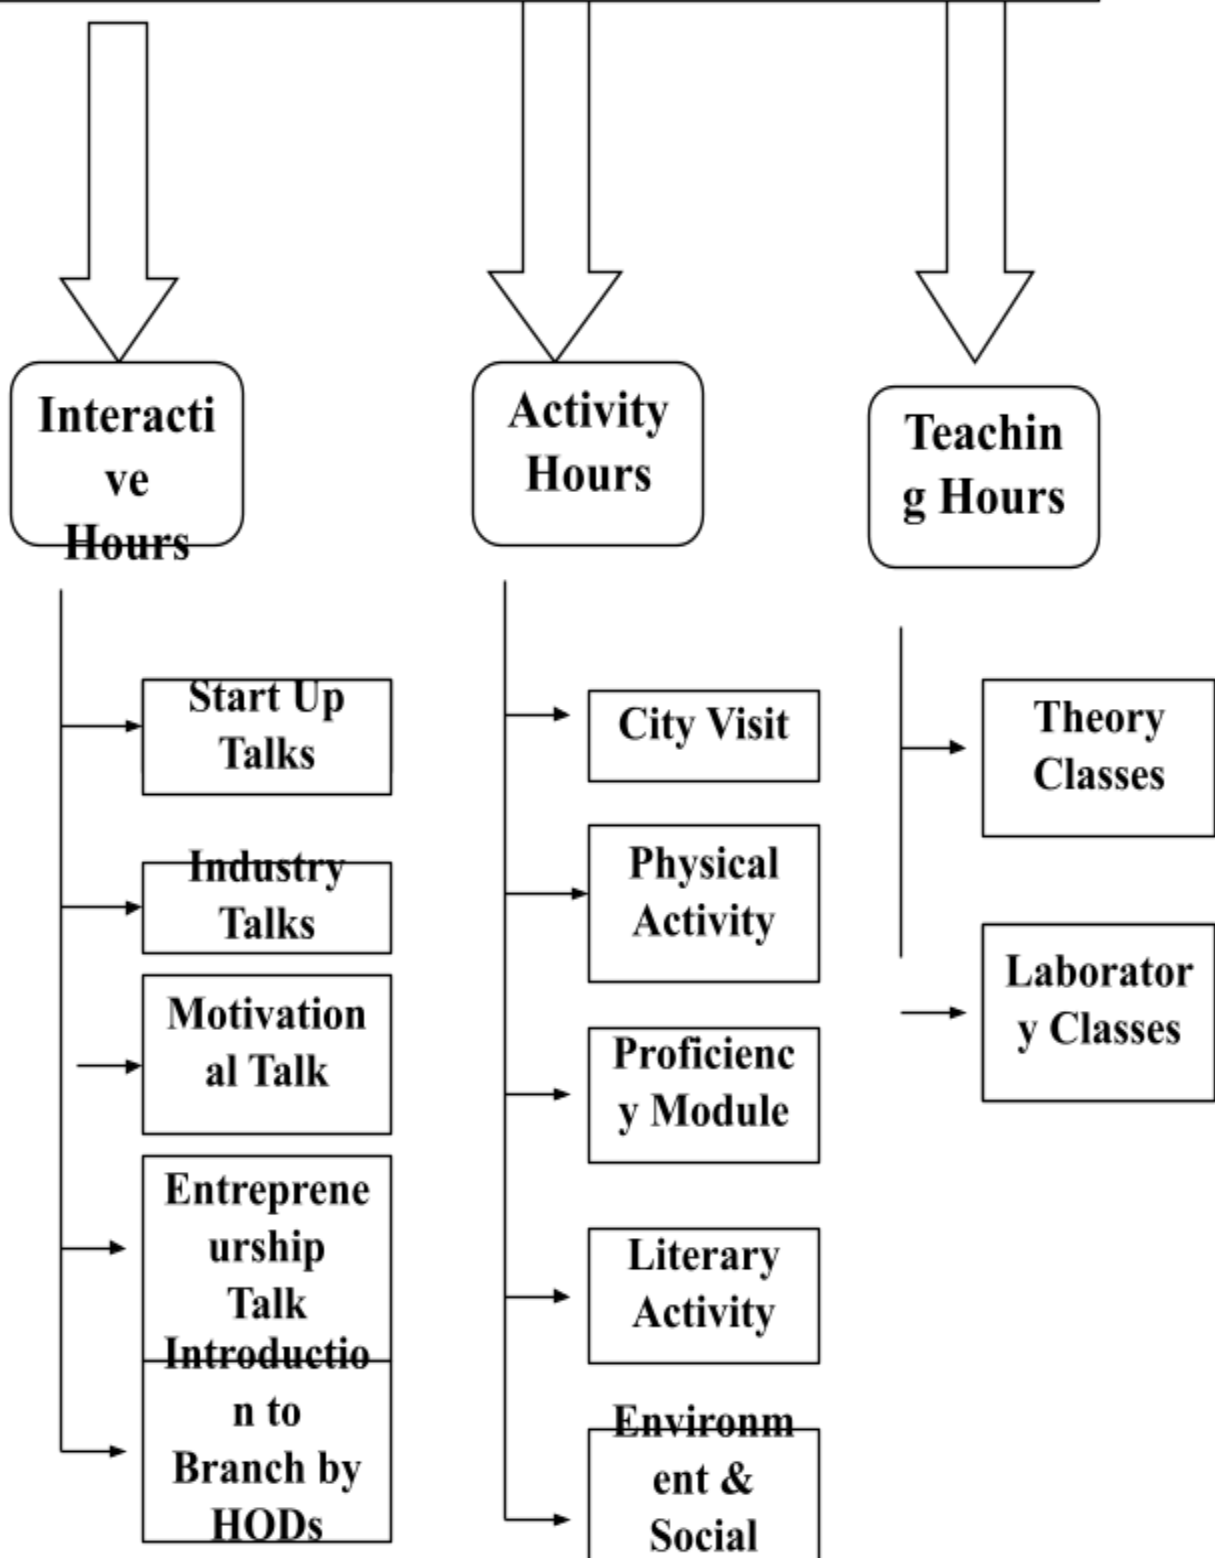 Interacti
ve
Hours
Start Up
Talks
Industry
Talks
Motivation
al Talk
Entreprene
urship
Talk
Introductio
n to
Branch by
HODs
Activity
Hours
City Visit
Physical
Activity
Proficienc
y Module
Literary
Activity
Environm
ent &
Social
Teachin
g Hours
Theory
Classes
Laborator
y Classes